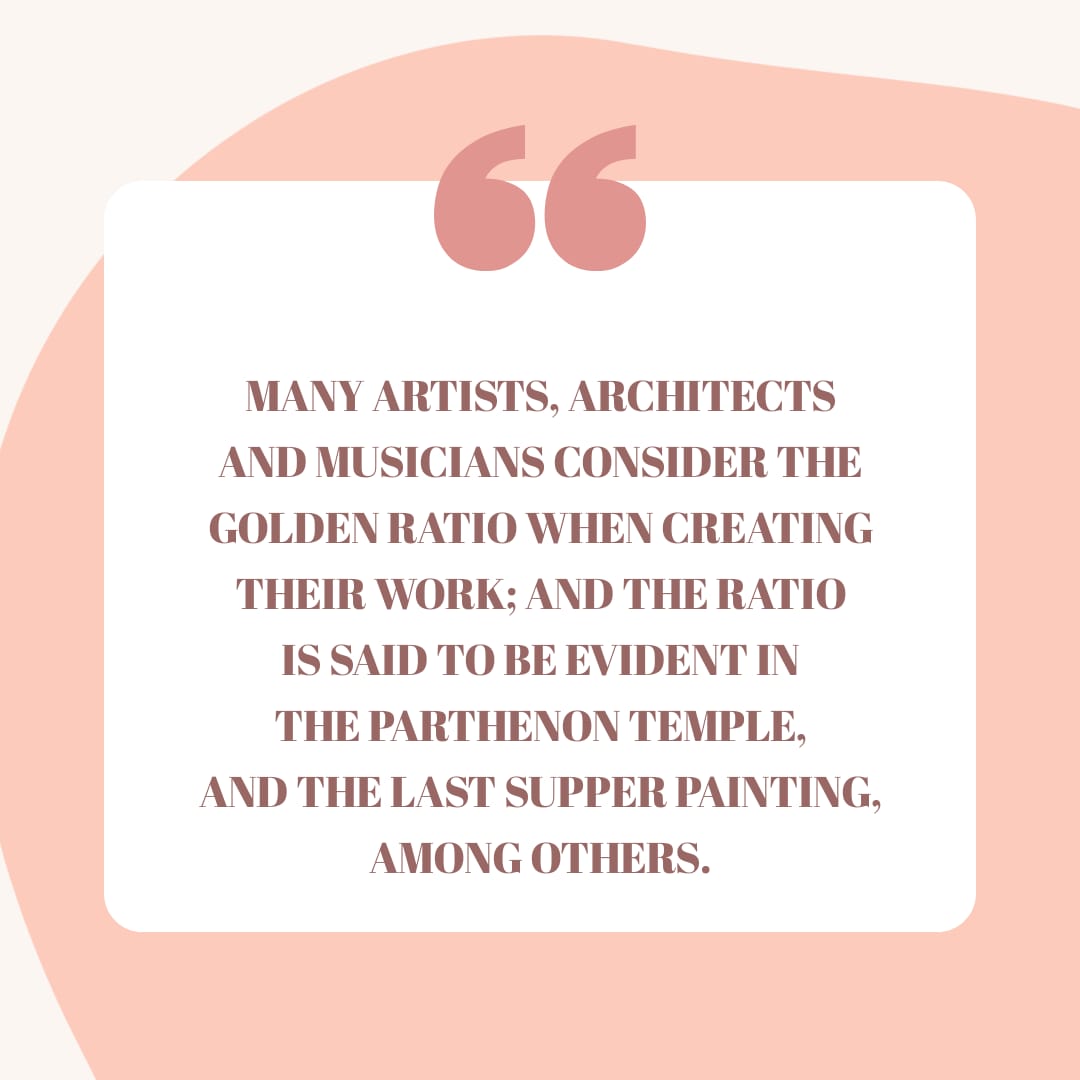 “
MANY ARTISTS, ARCHITECTS
AND MUSICIANS CONSIDER THE
GOLDEN RATIO WHEN CREATING
THEIR WORK; AND THE RATIO
IS SAID TO BE EVIDENT IN
THE PARTHENON TEMPLE,
AND THE LAST SUPPER PAINTING,
AMONG OTHERS.